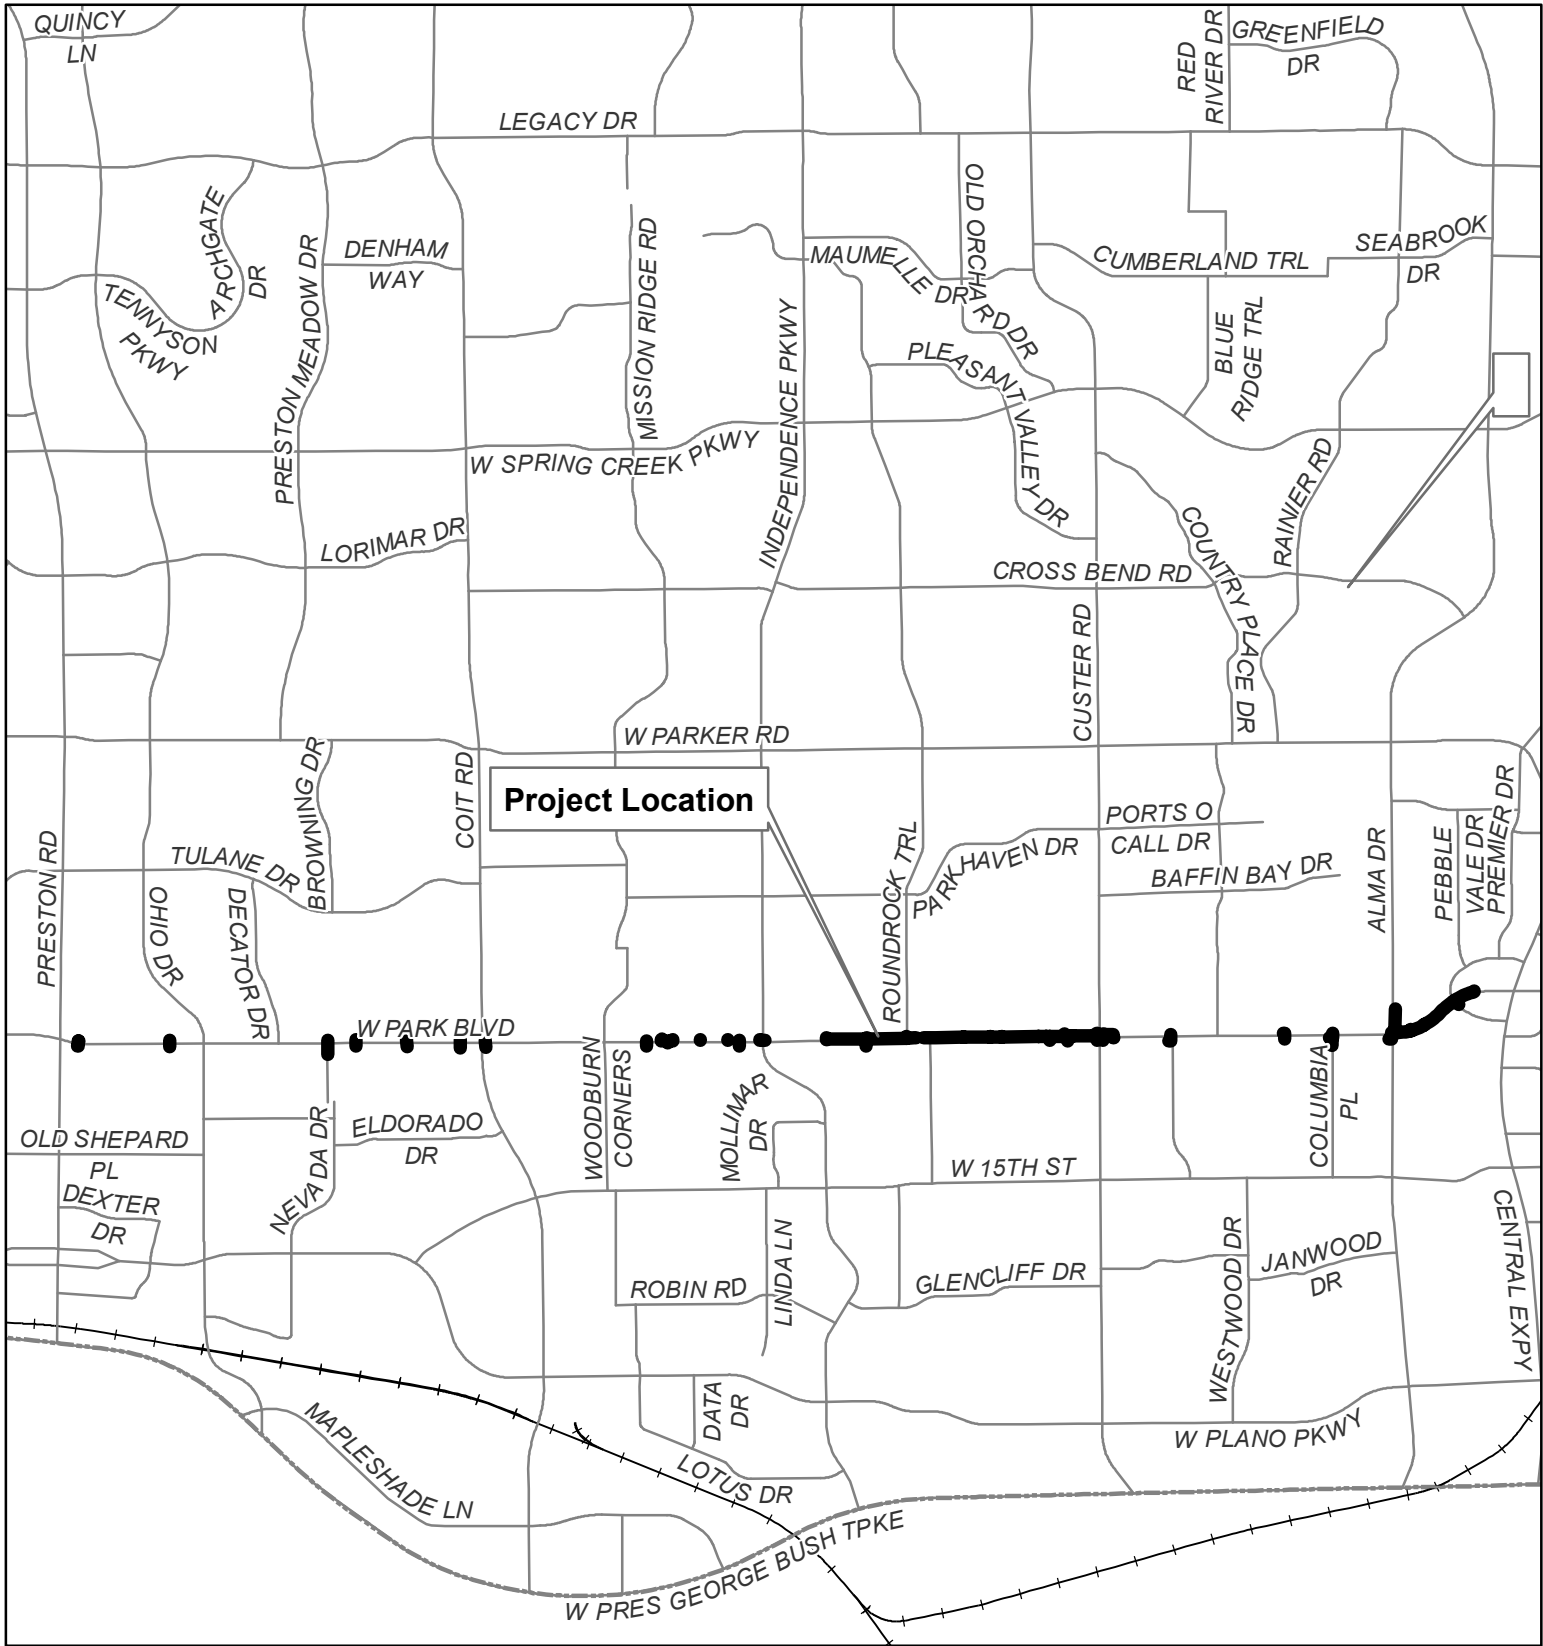 QUINCY
LN
GREENFIELD
DR
RED
RIVER DR
LEGACY DR
ARCHGATE
DR
PRESTON MEADOW DR
DENHAM
WAY
MISSION RIDGE RD
OLD ORCHARD DR
MAUMELLE DR
CUMBERLAND TRL
SEABROOK
DR
TENNYSON
PKWY
INDEPENDENCE PKWY
PLEASANT VALLEY DR
BLUE
RIDGE TRL
W SPRING CREEK PKWY
LORIMAR DR
COUNTRY PLACE DR
RAINIER RD
CROSS BEND RD
CUSTER RD
W PARKER RD
BROWNING DR
COIT RD
Project Location
PORTS O
CALL DR
PARKHAVEN DR
BAFFIN BAY DR
ROUNDROCK TRL
ALMA DR
PEBBLE
VALE DR
PREMIER DR
PRESTON RD
TULANE DR
OHIO DR
DECATOR DR
W PARK BLVD
WOODBURN
CORNERS
MOLLIMAR
DR
COLUMBIA
PL
OLD SHEPARD
PL
NEVADA DR
ELDORADO
DR
W 15TH ST
DEXTER
DR
LINDA LN
ROBIN RD
GLENCLIFF DR
WESTWOOD DR
JANWOOD
DR
CENTRAL EXPY
DATA
DR
MAPLESHADE LN
LOTUS DR
W PLANO PKWY
W PRES GEORGE BUSH TPKE